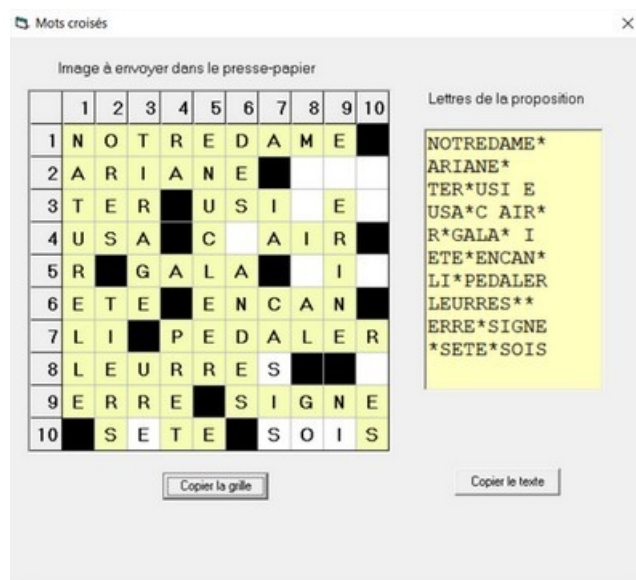 Mots croisés
Image à envoyer dans le presse-papier
Lettres de la proposition
1 2 3 4 5 6 7 8 9 10
1 N O T R E D A M E
2 A R I A N E
3 T E R U S I E
4 U S A C A I R
5 R G A L A I
6 E T E E N C A N
7 L I P E D A L E R
8 L E U R R E S
9 E R R E S I G N E
10 S E T E S O I S
NOTREDAME*
ARIANE*
TER*USI E
USA*C AIR*
R*GALA* I
ETE*ENCAN*
LI*PEDALER
LEURRES**
ERRE*SIGNE
*SETE*SOIS
Copier la grille
Copier le texte